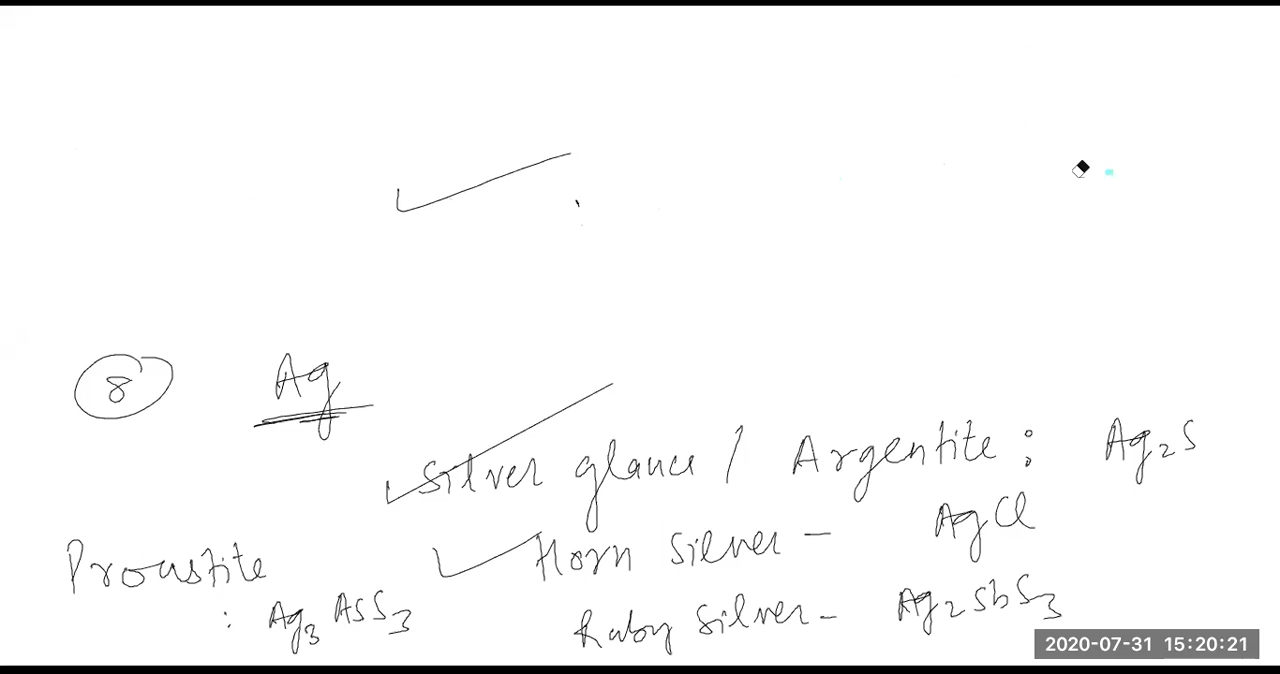 8 Ag
Silver glance / Argentite : Ag2S
Horn silver - AgCl
Proustite
: Ag3AsS3
Ruby silver - Ag2SbS3
2020-07-31 15:20:21